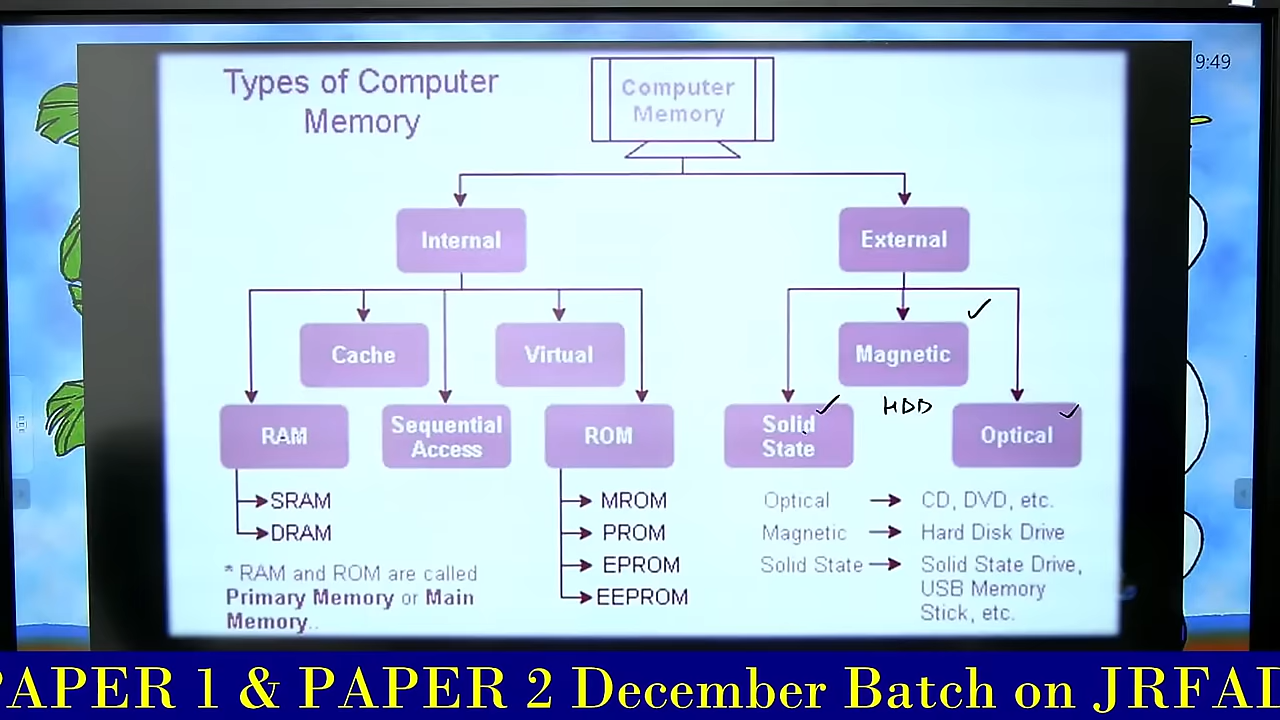 Types of Computer
Memory
Computer
Memory
9:49
Internal
External
Cache
Virtual
Magnetic
RAM
Sequential
Access
ROM
Solid
State
HDD
Optical
SRAM
DRAM
MROM
PROM
EPROM
EEPROM
Optical CD, DVD, etc.
Magnetic Hard Disk Drive
Solid State Solid State Drive,
USB Memory
Stick, etc.
* RAM and ROM are called
Primary Memory or Main
Memory..
PAPER 1 & PAPER 2 December Batch on JRFAD